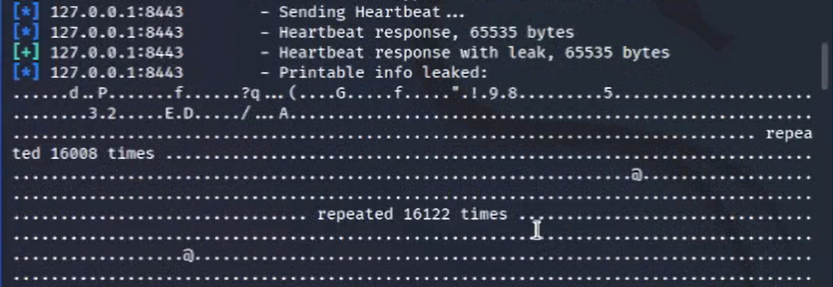 [*] 127.0.0.1:8443       - Sending Heartbeat...
[*] 127.0.0.1:8443       - Heartbeat response, 65535 bytes
[+] 127.0.0.1:8443       - Heartbeat response with leak, 65535 bytes
[*] 127.0.0.1:8443       - Printable info leaked:
......d..P.......f......?q...(....G.....f.....".!.9.8.........5....................
........3.2.....E.D...../...A......................................................
........................................................................... repea
ted 16008 times .................................................................
...............................................................@.................
.................................................................................
.............................. repeated 16122 times ..............................
.................................................................................
.................@...............................................................
.................................................................................